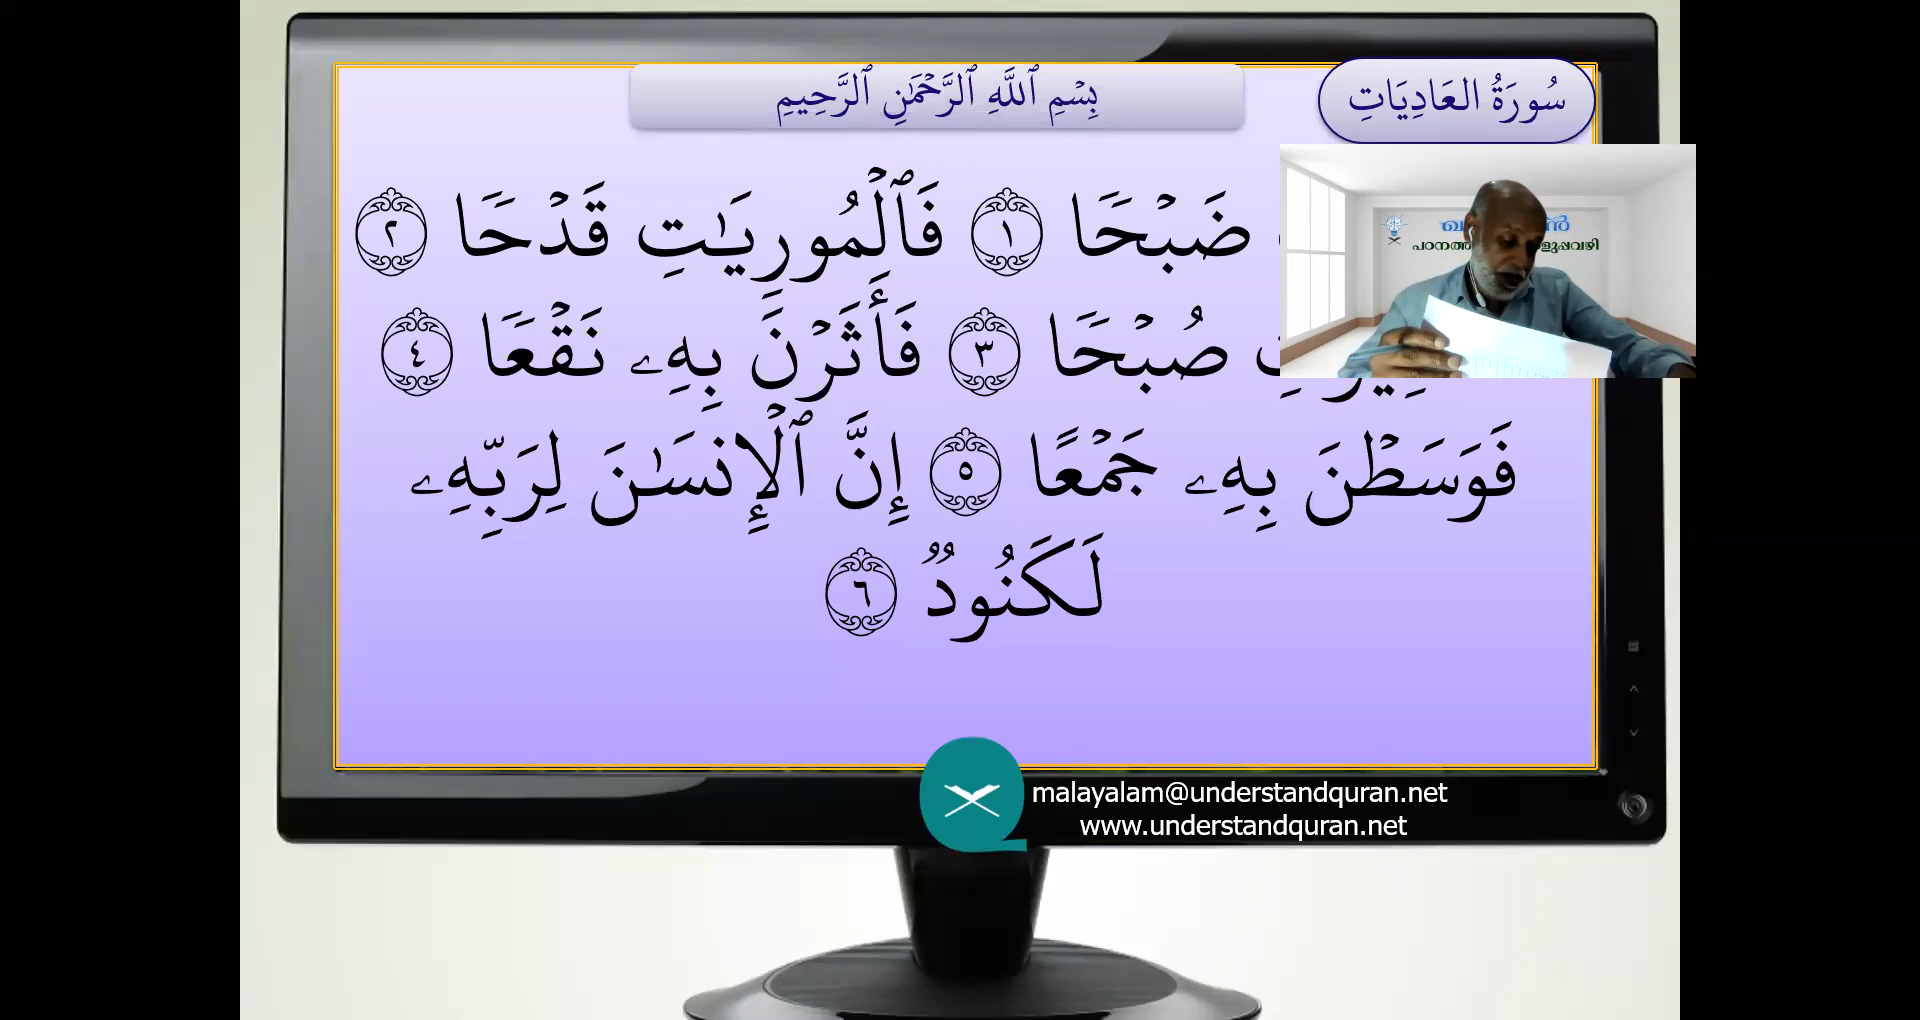 سُورَةُ العَادِيَاتِ
بِسْمِ ٱللَّهِ ٱلرَّحْمَٰنِ ٱلرَّحِيمِ
ضَبْحًا ١ فَٱلْمُورِيَٰتِ قَدْحًا ٢
صُبْحًا ٣ فَأَثَرْنَ بِهِۦ نَقْعًا ٤
فَوَسَطْنَ بِهِۦ جَمْعًا ٥ إِنَّ ٱلْإِنسَٰنَ لِرَبِّهِۦ
لَكَنُودٌ ٦
malayalam@understandquran.net
www.understandquran.net